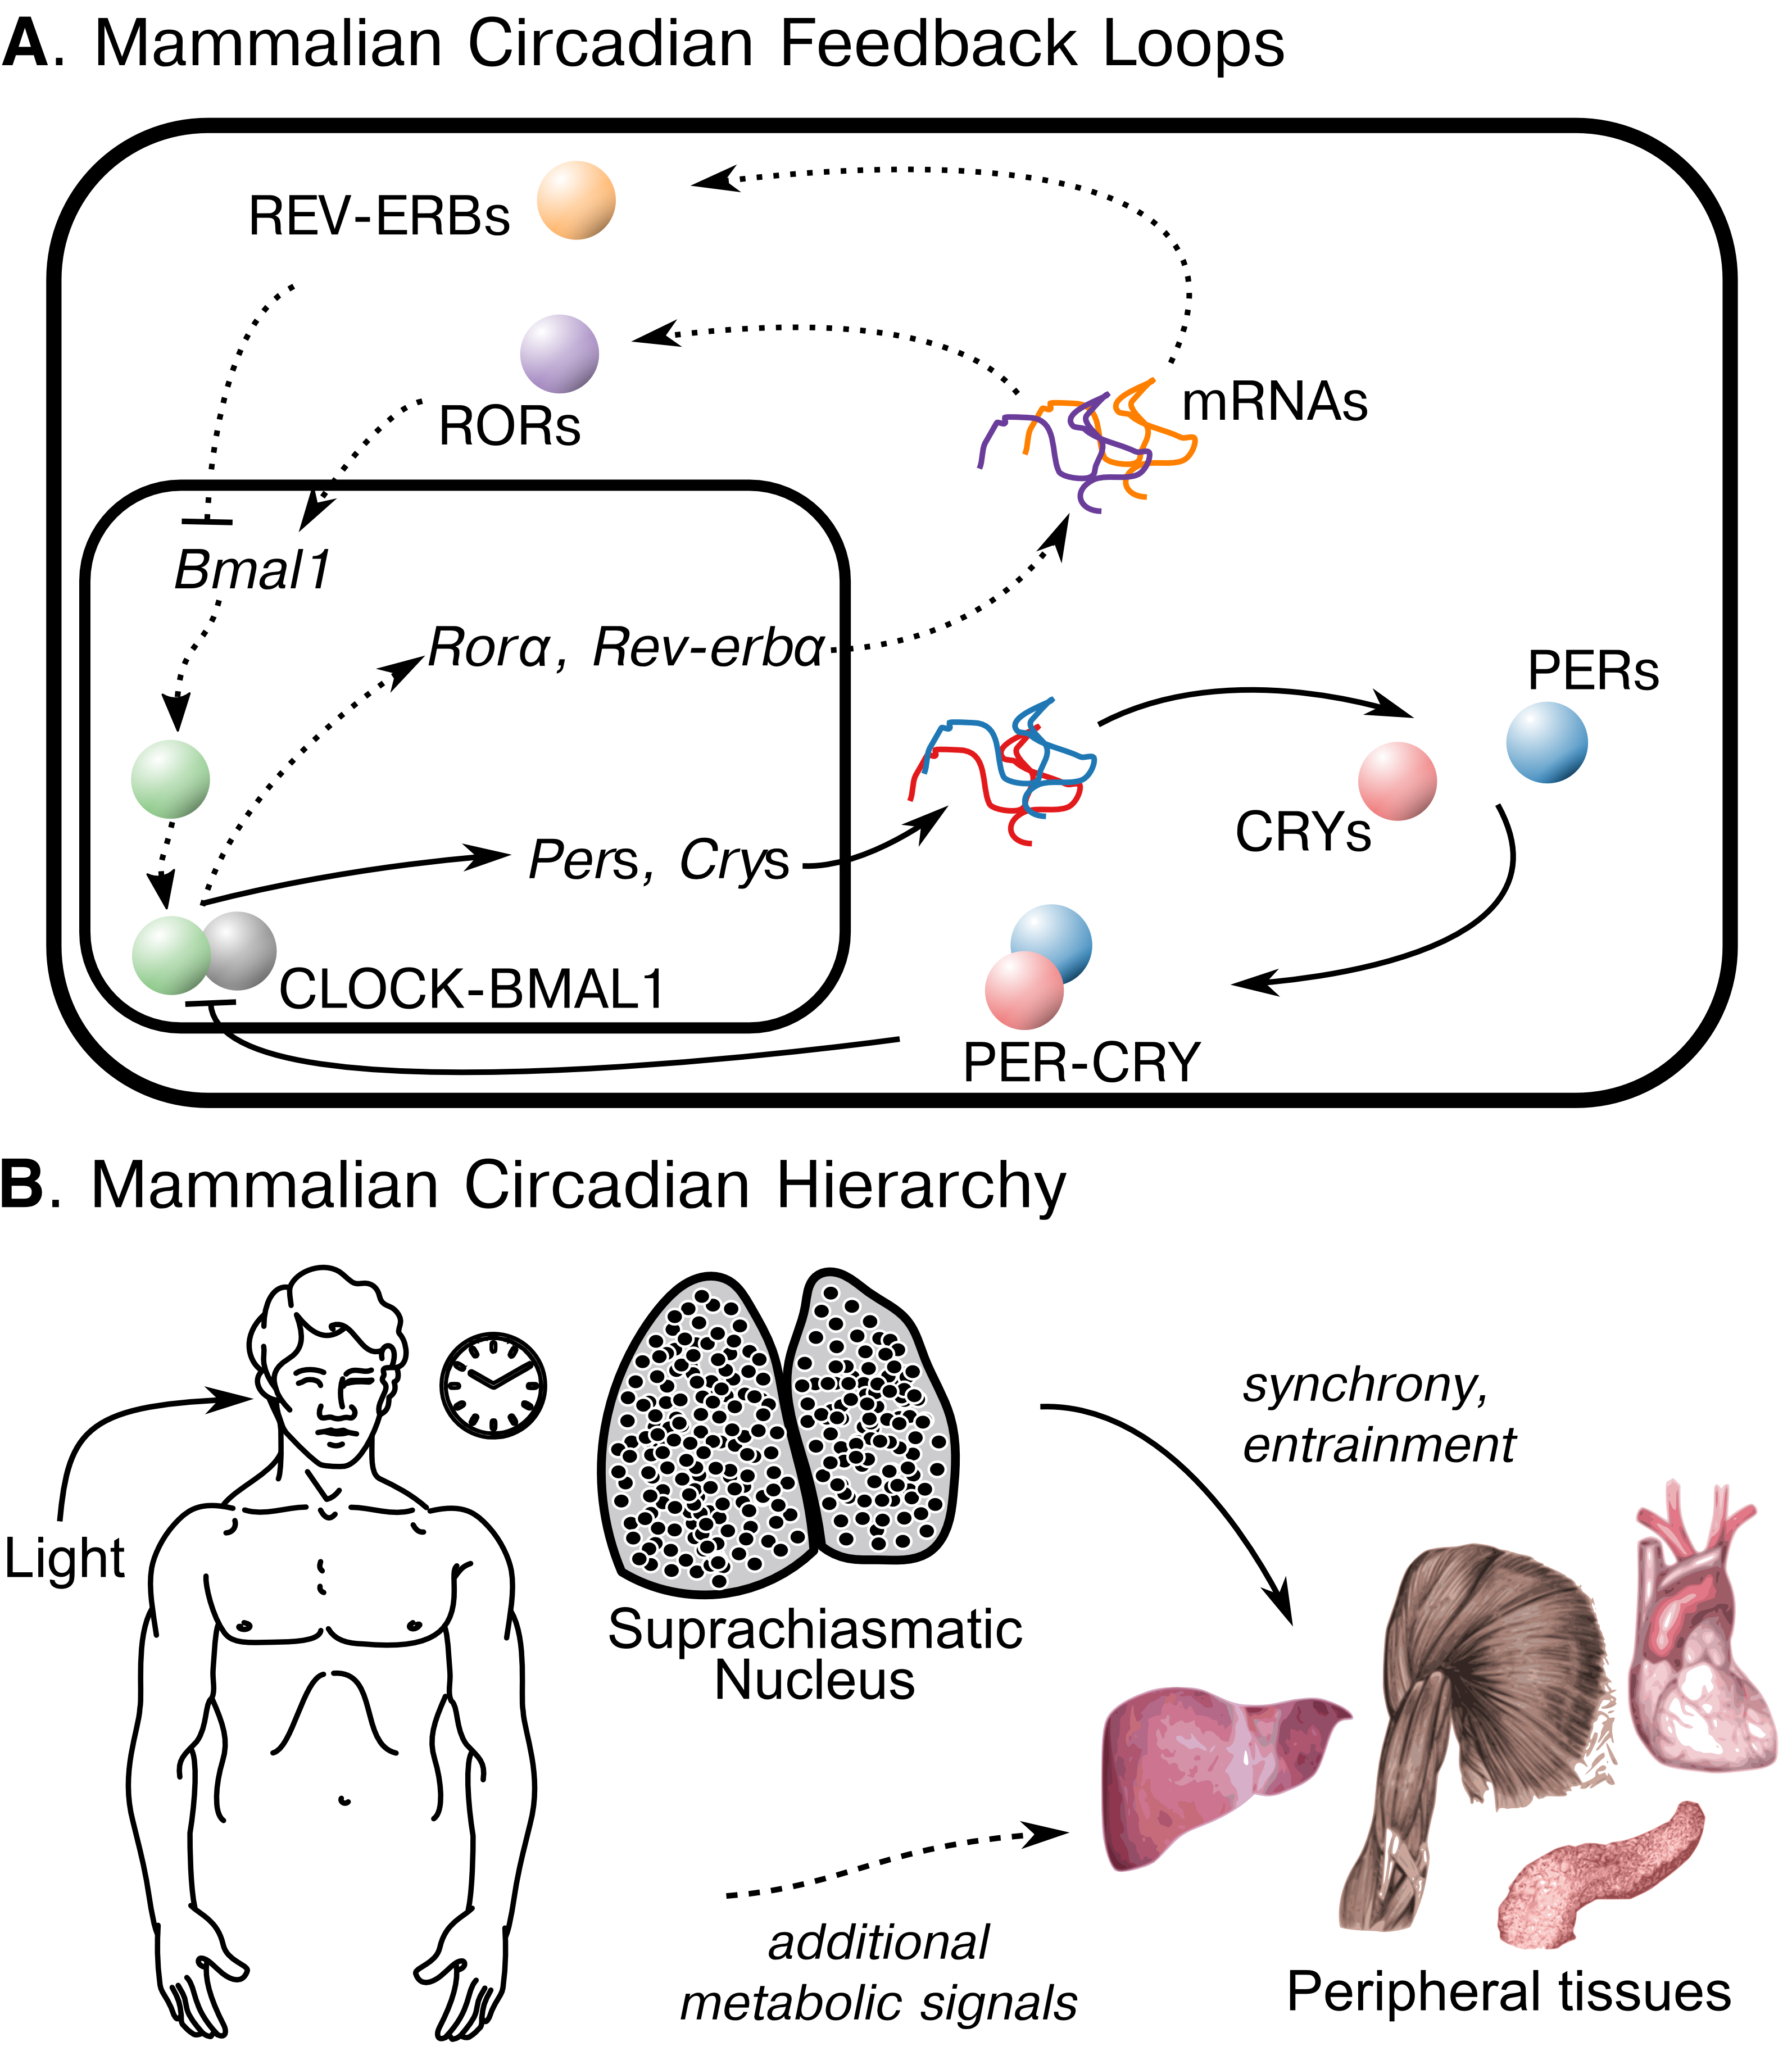 A. Mammalian Circadian Feedback Loops
REV-ERBs
RORs
mRNAs
Bmal1
Rorα, Rev-erbα
PERs
CRYs
Pers, Crys
CLOCK-BMAL1
PER-CRY
B. Mammalian Circadian Hierarchy
Light
Suprachiasmatic
Nucleus
synchrony,
entrainment
additional
metabolic signals
Peripheral tissues